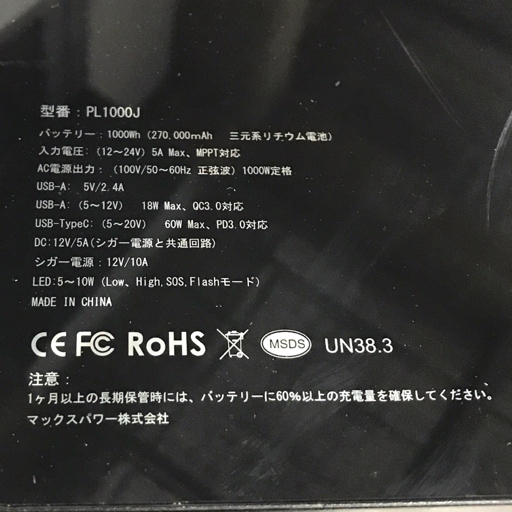 型番：PL1000J
バッテリー：1000Wh (270,000mAh 三元系リチウム電池)
入力電圧：(12～24V) 5A Max、MPPT対応
AC電源出力：(100V/50～60Hz 正弦波) 1000W定格
USB-A: 5V/2.4A
USB-A：(5～12V) 18W Max、QC3.0対応
USB-TypeC：(5～20V) 60W Max、PD3.0対応
DC:12V/5A(シガー電源と共通回路)
シガー電源：12V/10A
LED:5～10W (Low、High,SOS,Flashモード)
MADE IN CHINA
CE FC RoHS MSDS UN38.3
注意：
1ヶ月以上の長期保管時には、バッテリーに60%以上の充電量を確保してください。
マックスパワー株式会社